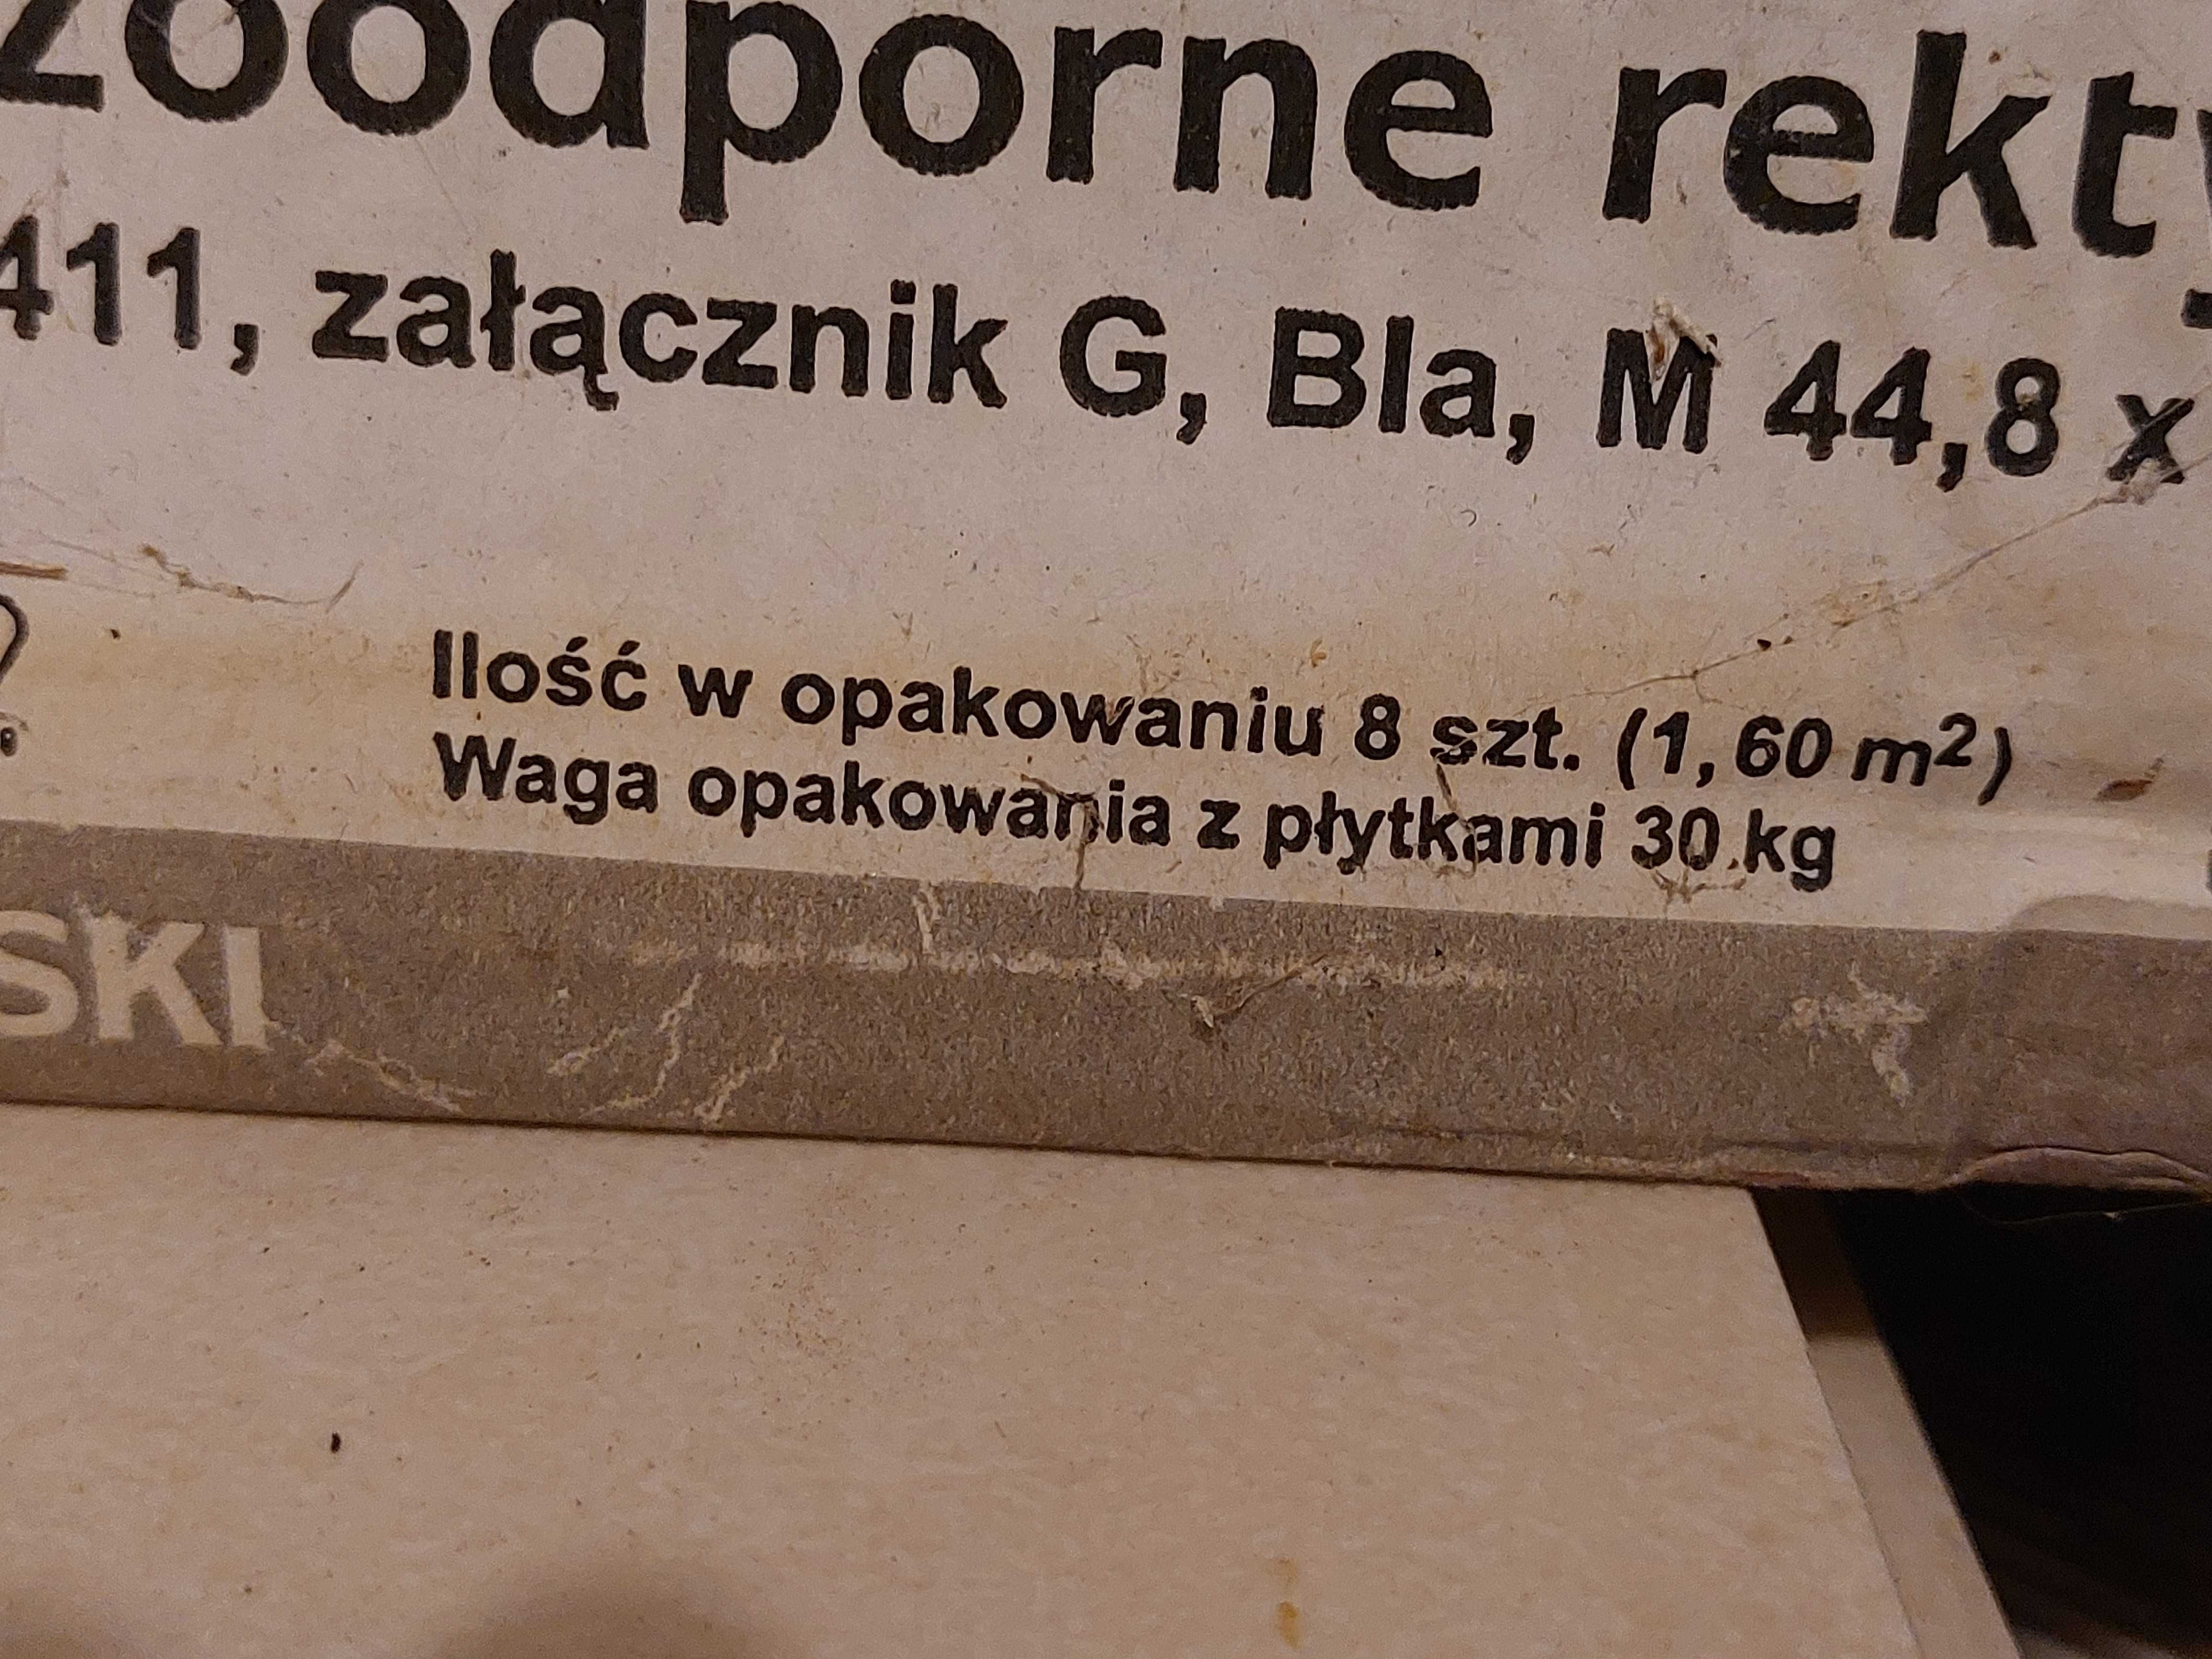 zoodporne rekty
411, załącznik G, Bla, M 44,8 x
Ilość w opakowaniu 8 szt. (1,60 m²)
Waga opakowania z płytkami 30 kg
SKI